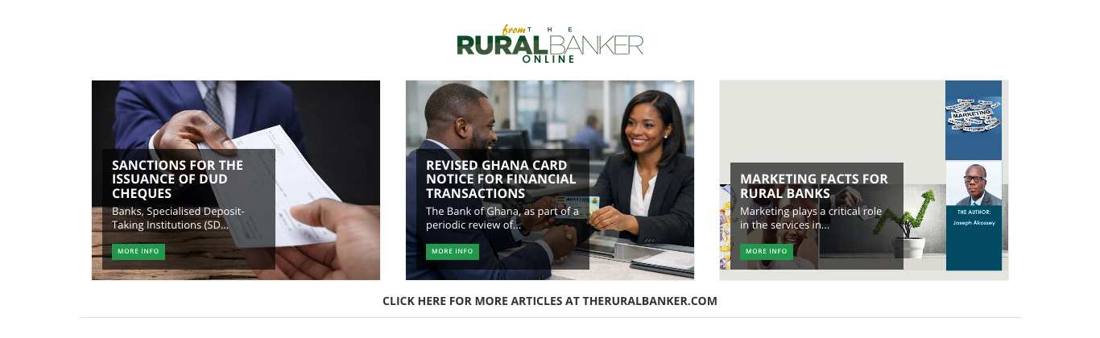 from THE
RURALBANKER
ONLINE
SANCTIONS FOR THE
ISSUANCE OF DUD
CHEQUES
Banks, Specialised Deposit-
Taking Institutions (SD...
MORE INFO
REVISED GHANA CARD
NOTICE FOR FINANCIAL
TRANSACTIONS
The Bank of Ghana, as part of a
periodic review of...
MORE INFO
MARKETING FACTS FOR
RURAL BANKS
Marketing plays a critical role
in the services in...
MORE INFO
MARKETING
THE AUTHOR:
Joseph Akossey
CLICK HERE FOR MORE ARTICLES AT THERURALBANKER.COM